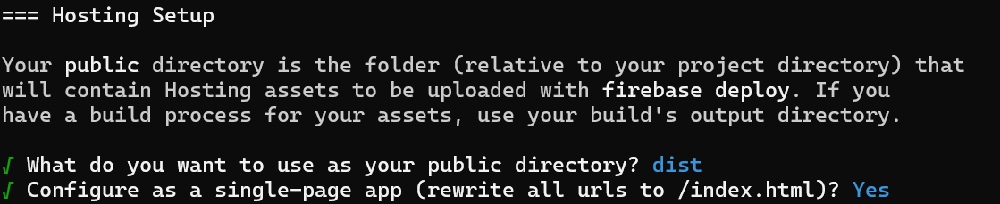 === Hosting Setup
Your public directory is the folder (relative to your project directory) that
will contain Hosting assets to be uploaded with firebase deploy. If you
have a build process for your assets, use your build's output directory.
√ What do you want to use as your public directory? dist
√ Configure as a single-page app (rewrite all urls to /index.html)? Yes